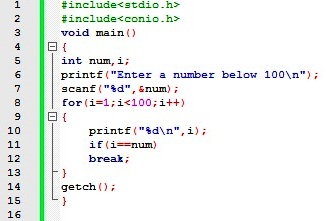 1 #include<stdio.h>
2 #include<conio.h>
3 void main()
4 {
5 int num,i;
6 printf("Enter a number below 100\n");
7 scanf("%d",&num);
8 for(i=1;i<100;i++)
9 {
10 printf("%d\n",i);
11 if(i==num)
12 break;
13 }
14 getch();
15 }